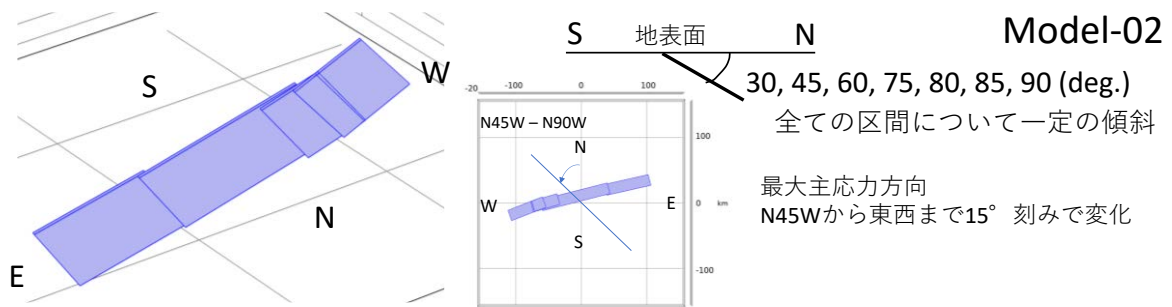 Model-02
S 地表面 N
30, 45, 60, 75, 80, 85, 90 (deg.)
全ての区間について一定の傾斜
最大主応力方向
N45Wから東西まで15° 刻みで変化
S
W
N
E
-20 -100 0 100
N45W – N90W
N
W
E
S
100
0 km
-100